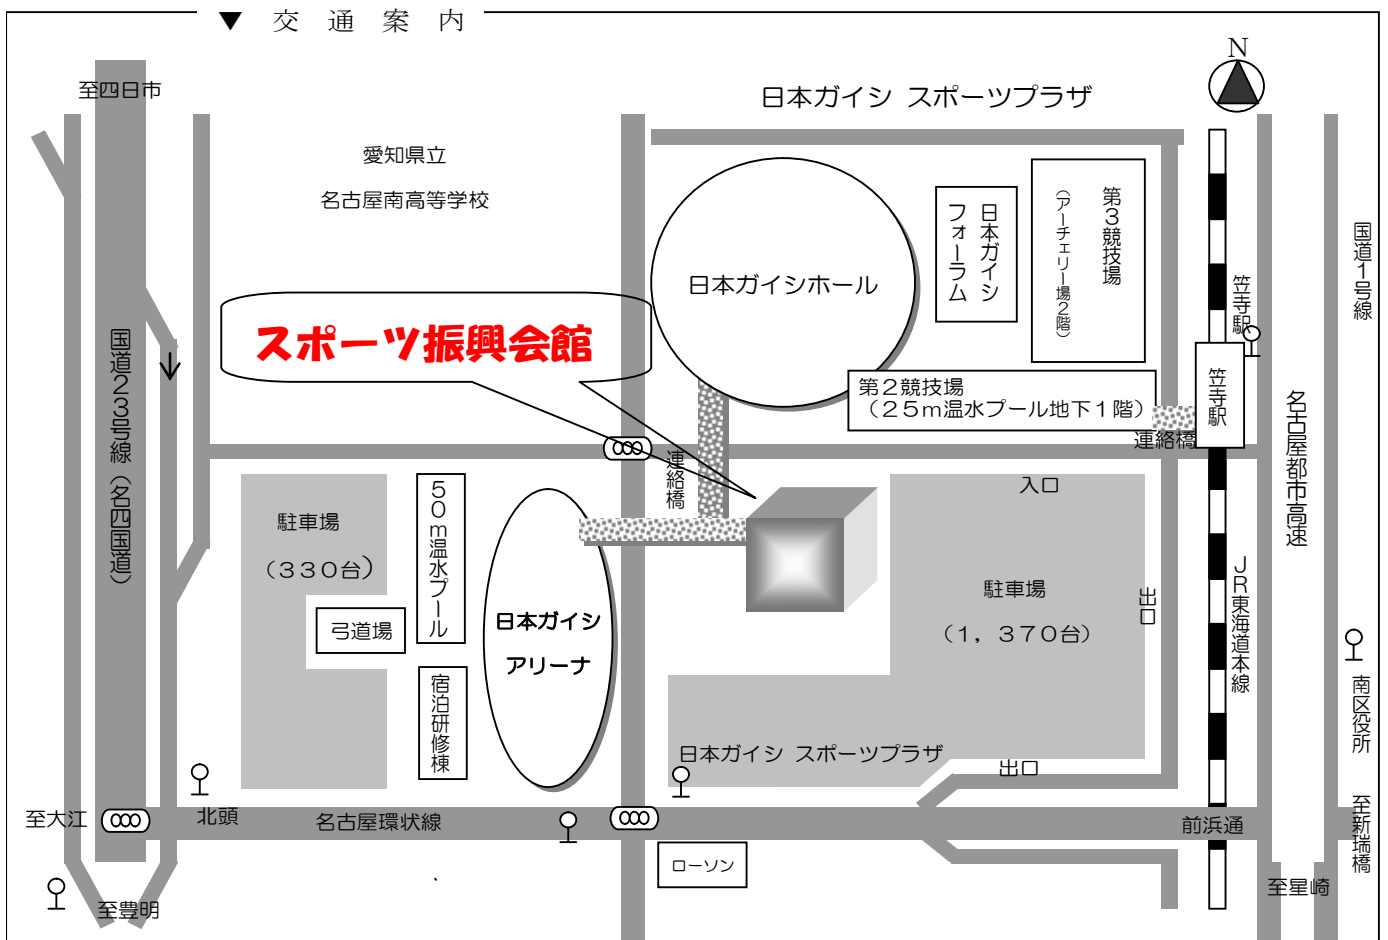 ▼ 交 通 案 内
N
至四日市
日本ガイシ スポーツプラザ
愛知県立
名古屋南高等学校
日本ガイシホール
日本ガイシ
フォーラム
第3競技場
（アーチェリー場2階）
笠寺駅
国道1号線
スポーツ振興会館
国道23号線（名四国道）
第2競技場
（25m温水プール地下1階）
笠寺駅
連絡橋
名古屋都市高速
連絡橋
入口
駐車場
（330台）
50m温水プール
弓道場
日本ガイシ
アリーナ
宿泊研修棟
駐車場
（1，370台）
出口
JR東海道本線
南区役所
日本ガイシ スポーツプラザ
出口
至大江
北頭
名古屋環状線
前浜通
至新瑞橋
ローソン
至星崎
至豊明